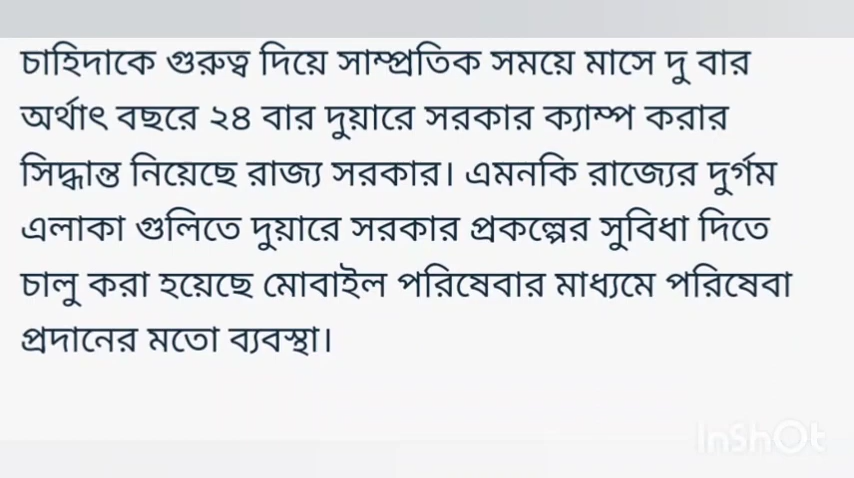 চাহিদাকে গুরুত্ব দিয়ে সাম্প্রতিক সময়ে মাসে দু বার
অর্থাৎ বছরে ২৪ বার দুয়ারে সরকার ক্যাম্প করার
সিদ্ধান্ত নিয়েছে রাজ্য সরকার। এমনকি রাজ্যের দুর্গম
এলাকা গুলিতে দুয়ারে সরকার প্রকল্পের সুবিধা দিতে
চালু করা হয়েছে মোবাইল পরিষেবার মাধ্যমে পরিষেবা
প্রদানের মতো ব্যবস্থা।
InShOt